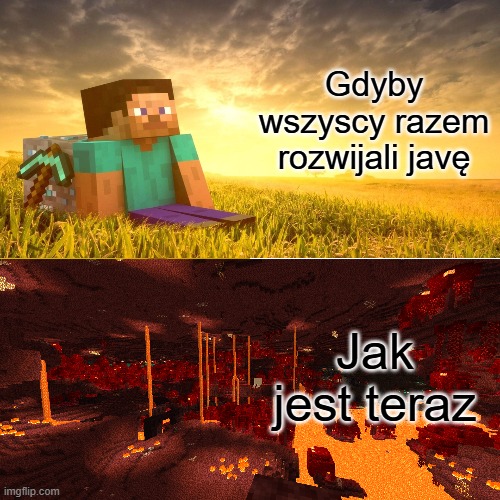 Gdyby
wszyscy razem
rozwijali javę
Jak
jest teraz
imgflip.com